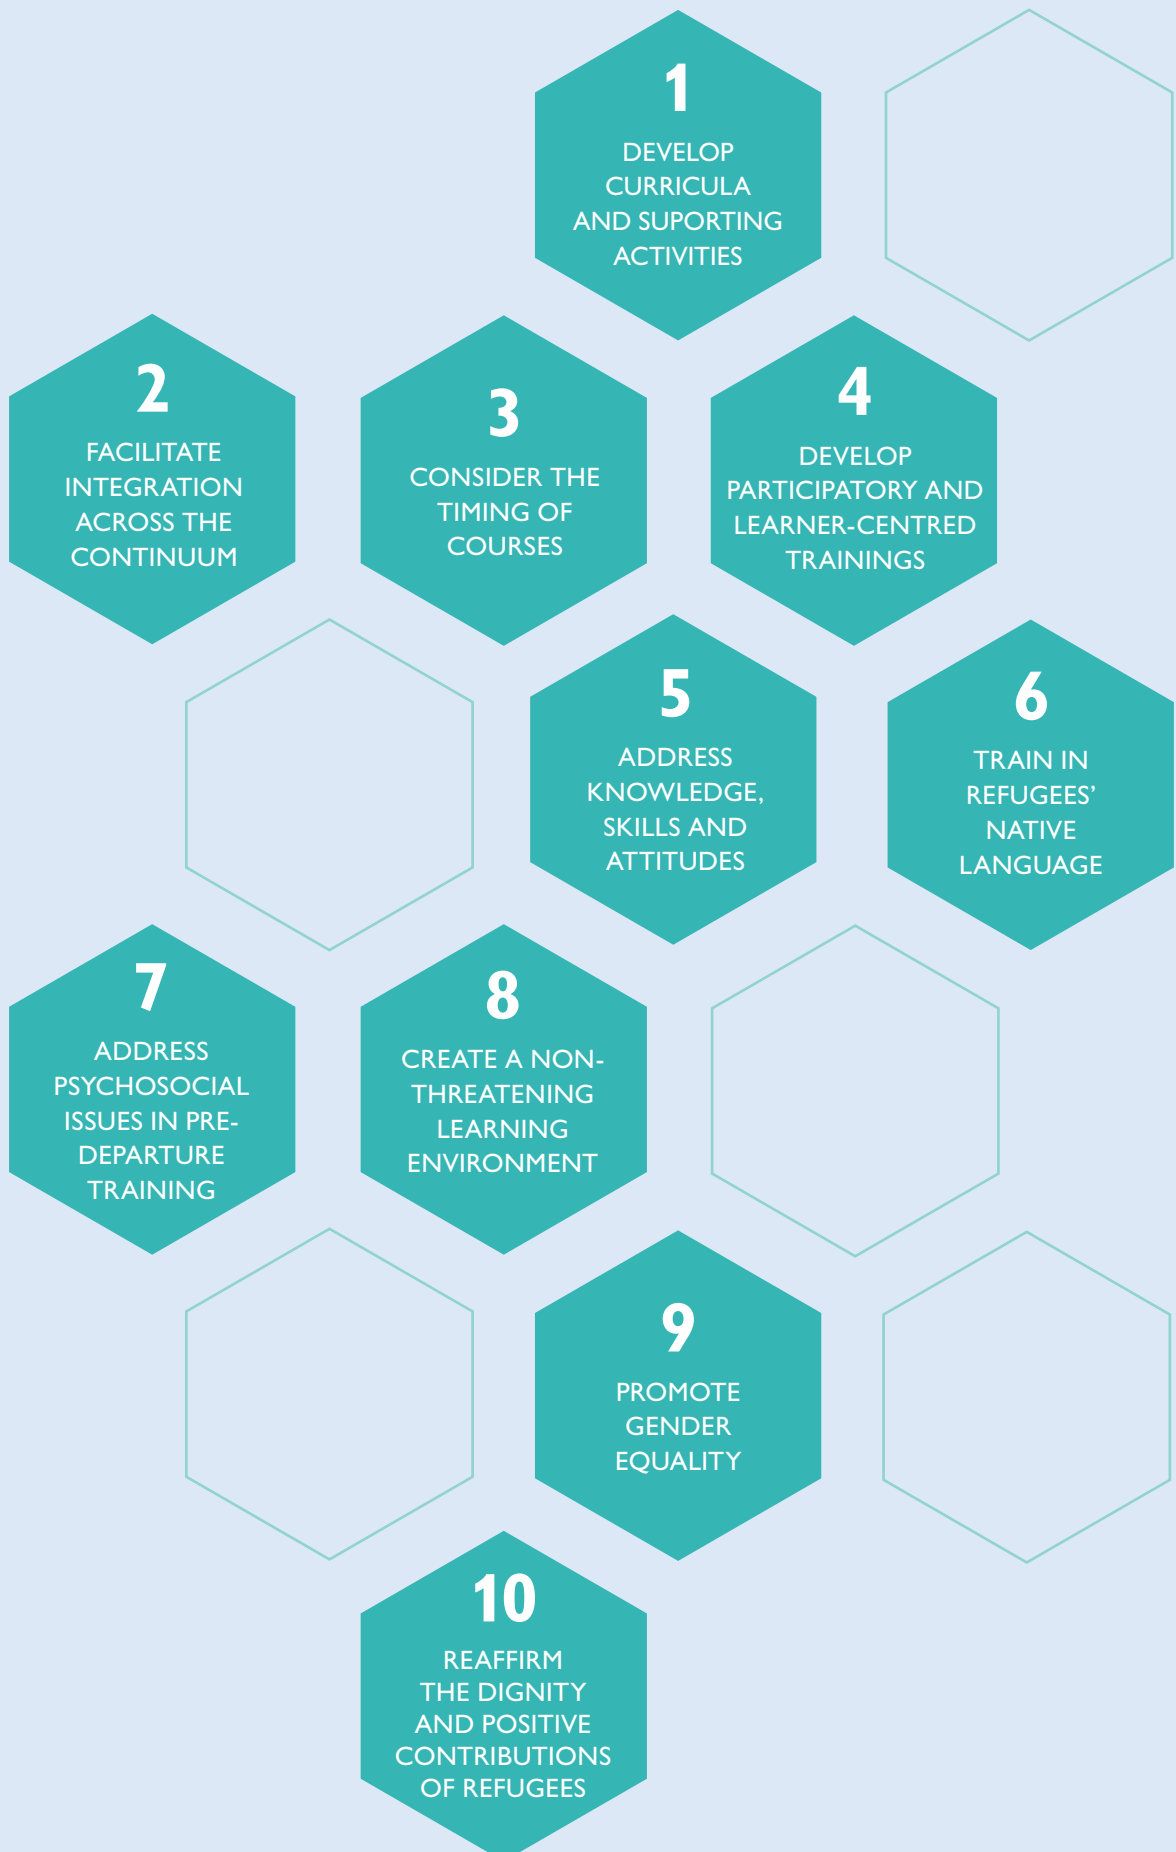 1
DEVELOP
CURRICULA
AND SUPORTING
ACTIVITIES
2
FACILITATE
INTEGRATION
ACROSS THE
CONTINUUM
3
CONSIDER THE
TIMING OF
COURSES
4
DEVELOP
PARTICIPATORY AND
LEARNER-CENTRED
TRAININGS
5
ADDRESS
KNOWLEDGE,
SKILLS AND
ATTITUDES
6
TRAIN IN
REFUGEES’
NATIVE
LANGUAGE
7
ADDRESS
PSYCHOSOCIAL
ISSUES IN PRE-
DEPARTURE
TRAINING
8
CREATE A NON-
THREATENING
LEARNING
ENVIRONMENT
9
PROMOTE
GENDER
EQUALITY
10
REAFFIRM
THE DIGNITY
AND POSITIVE
CONTRIBUTIONS
OF REFUGEES